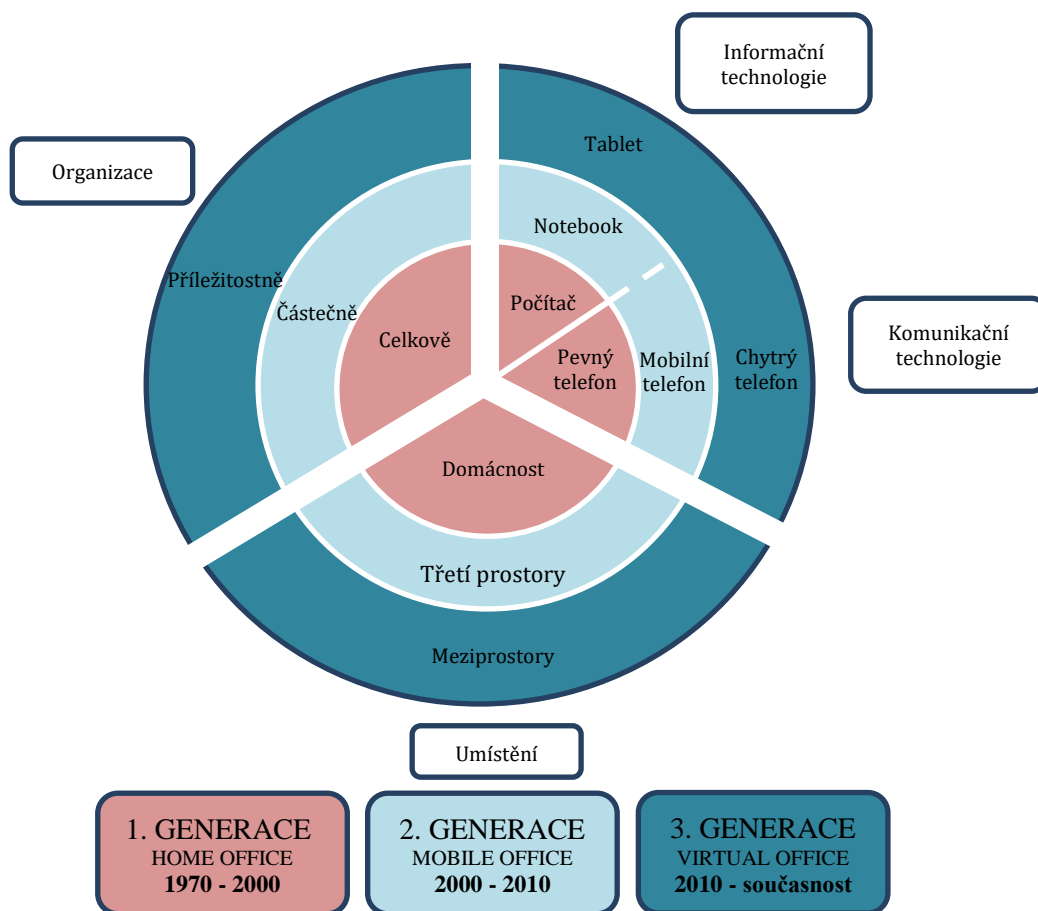 Informační
technologie
Organizace
Tablet
Notebook
Příležitostně
Částečně
Celkově
Počítač
Pevný
telefon
Mobilní
telefon
Chytrý
telefon
Komunikační
technologie
Domácnost
Třetí prostory
Meziprostory
Umístění
1. GENERACE
HOME OFFICE
1970 - 2000
2. GENERACE
MOBILE OFFICE
2000 - 2010
3. GENERACE
VIRTUAL OFFICE
2010 - současnost